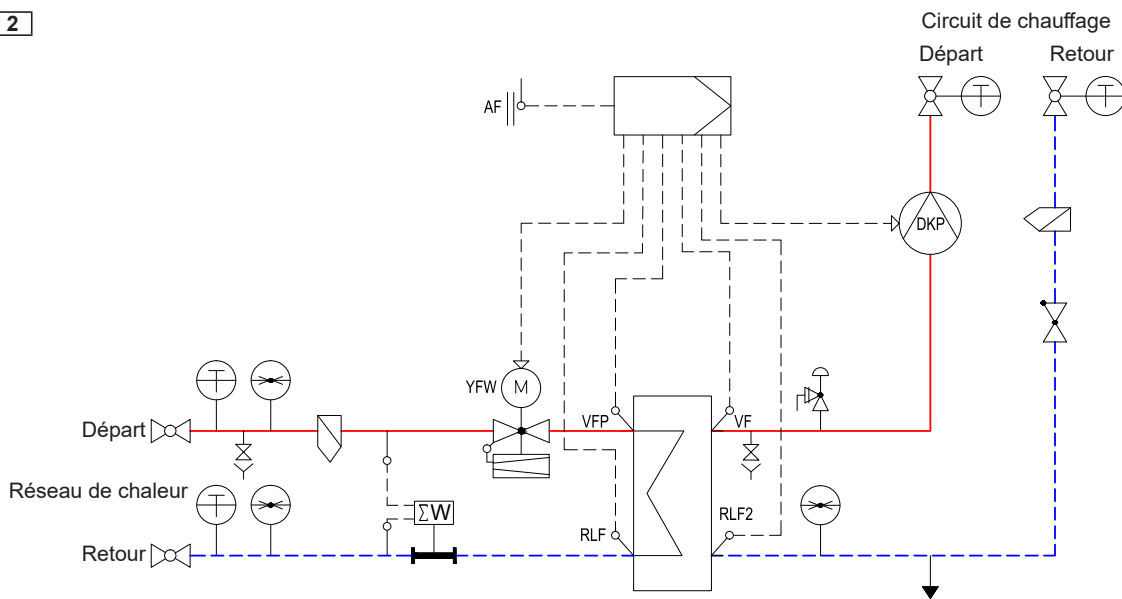 2
Circuit de chauffage
Départ Retour
T T
AF
DKP
T
YFW M
Départ VFP VF
Réseau de chaleur
T
ΣW
RLF2
RLF
Retour